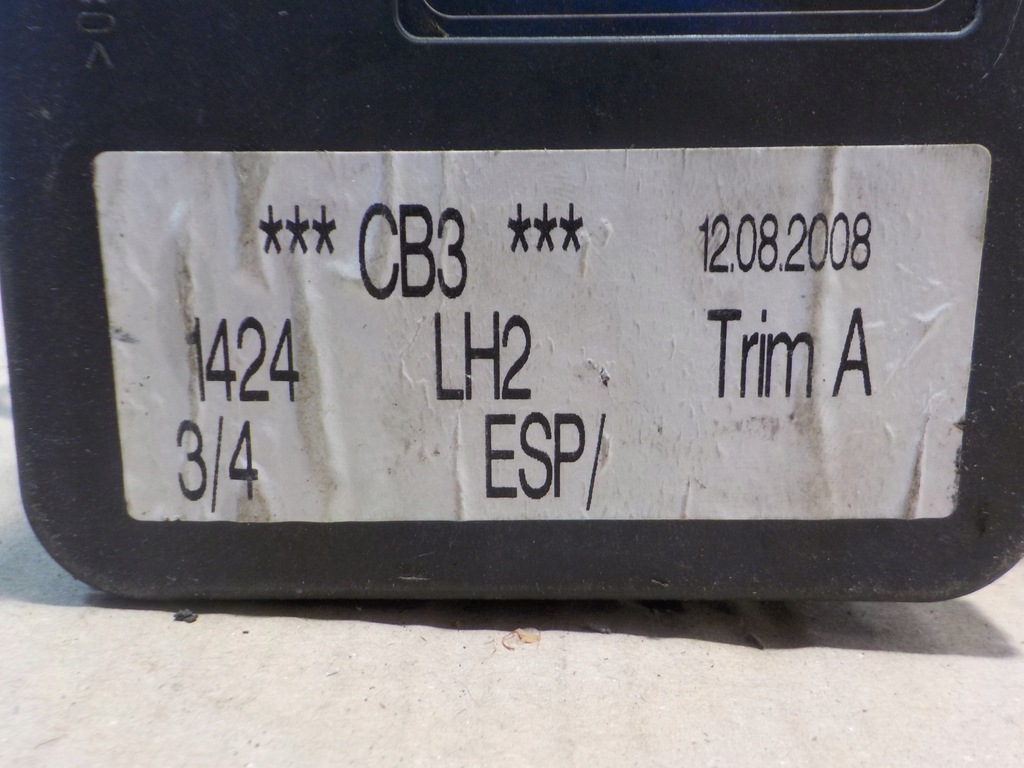 *** CB3 *** 12.08.2008
1424 LH2 Trim A
3/4 ESP/